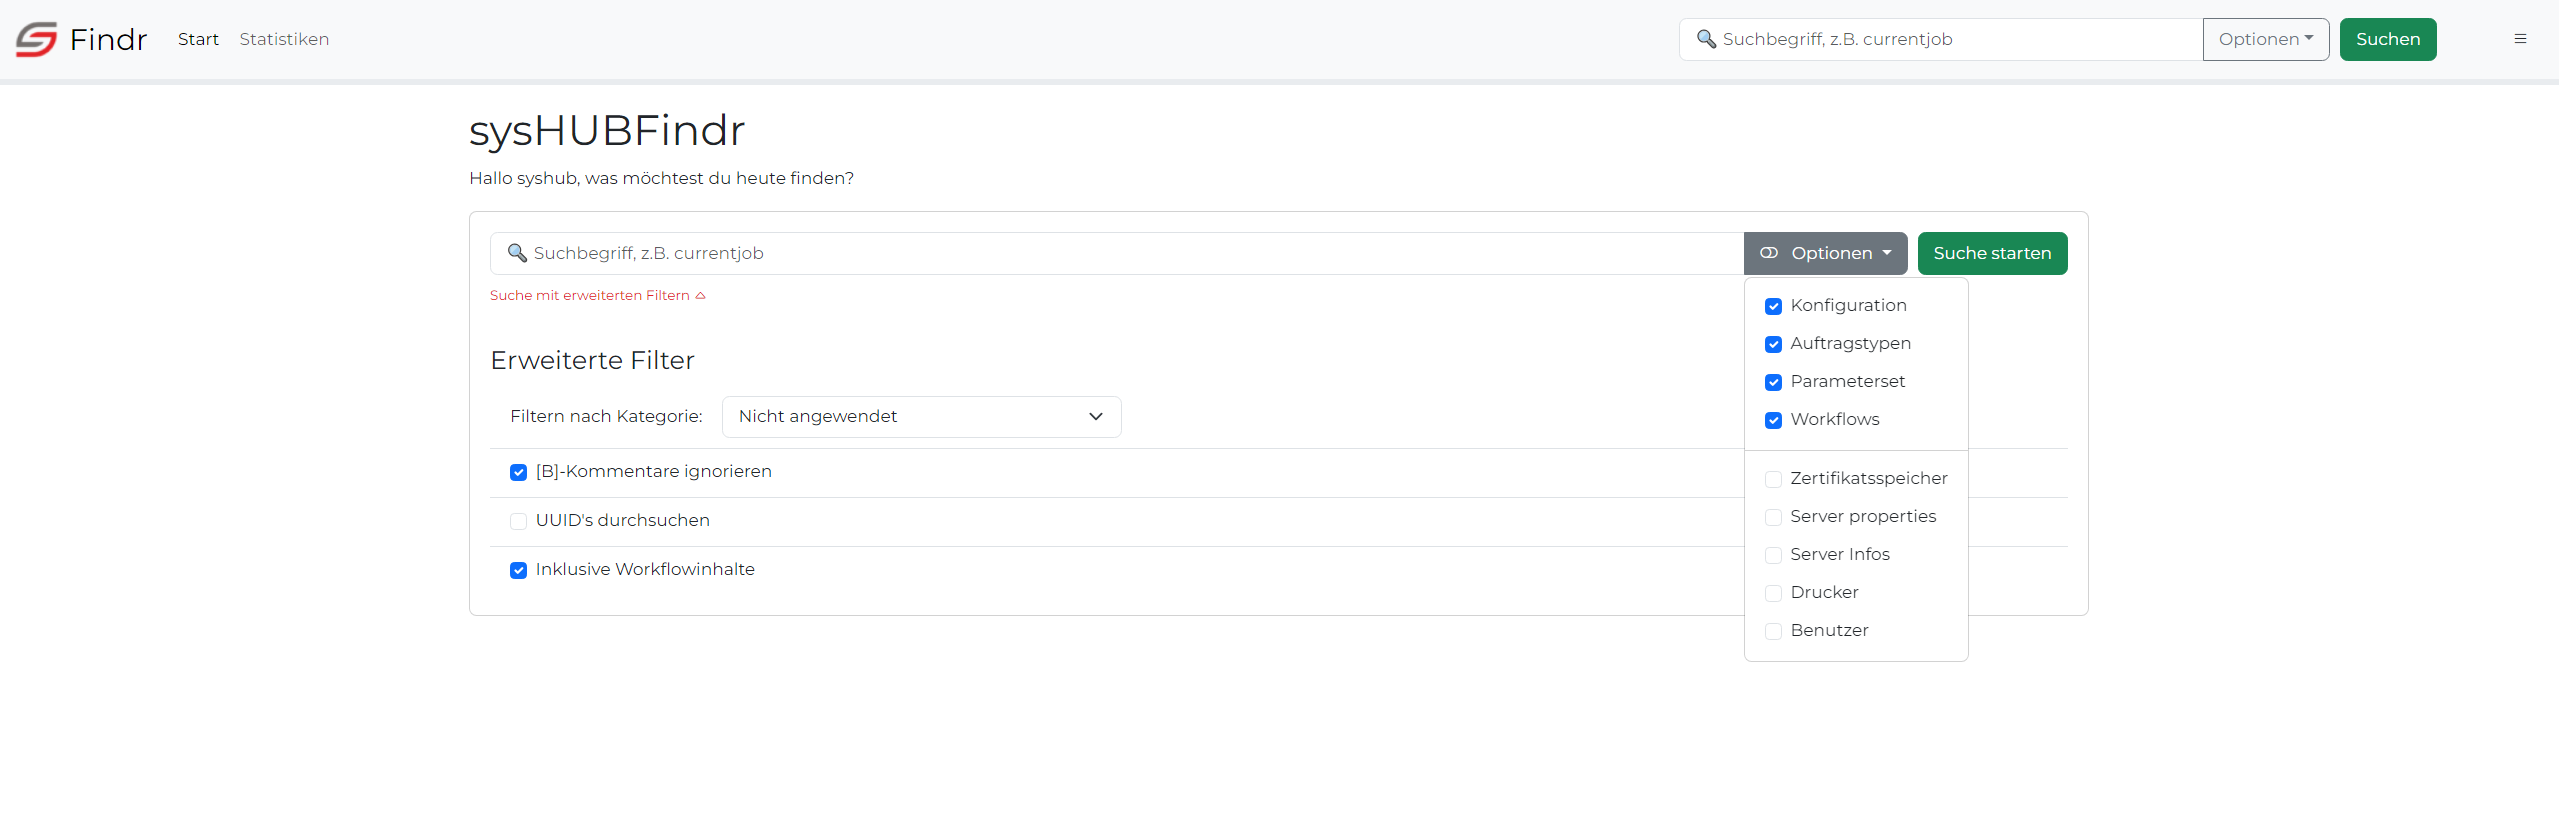 Findr Start Statistiken Suchbegriff, z.B. currentjob Optionen Suchen
sysHUBFindr
Hallo syshub, was möchtest du heute finden?
Suchbegriff, z.B. currentjob Optionen Suche starten
Suche mit erweiterten Filtern
Erweiterte Filter
Filtern nach Kategorie: Nicht angewendet
[B]-Kommentare ignorieren
UUID's durchsuchen
Inklusive Workflowinhalte
Konfiguration
Auftragstypen
Parameterset
Workflows
Zertifikatsspeicher
Server properties
Server Infos
Drucker
Benutzer